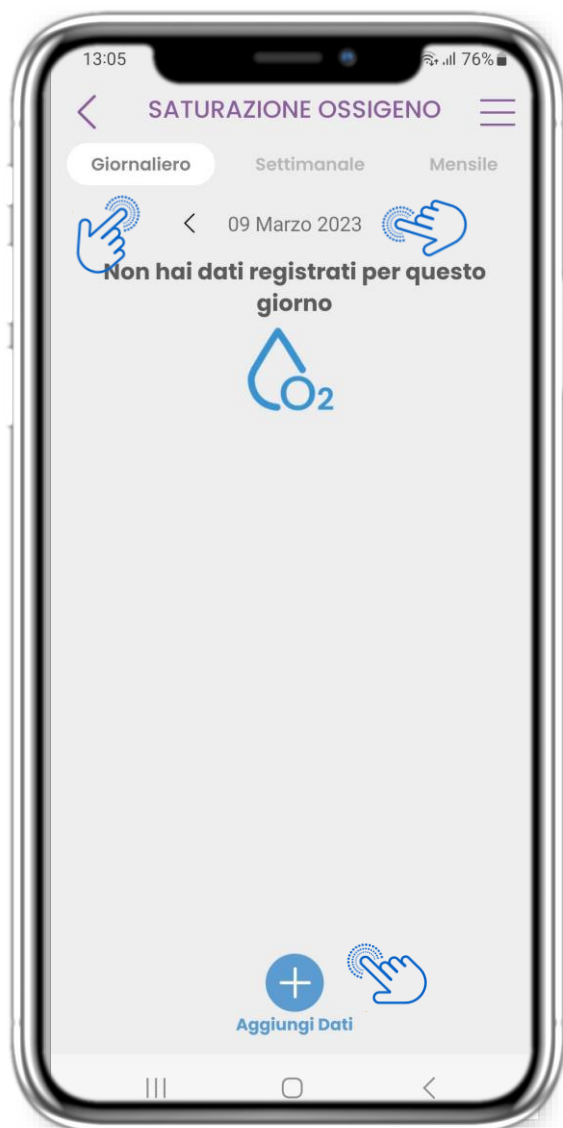 13:05
76%
SATURAZIONE OSSIGENO
Giornaliero Settimanale Mensile
09 Marzo 2023
Non hai dati registrati per questo
giorno
O2
Aggiungi Dati